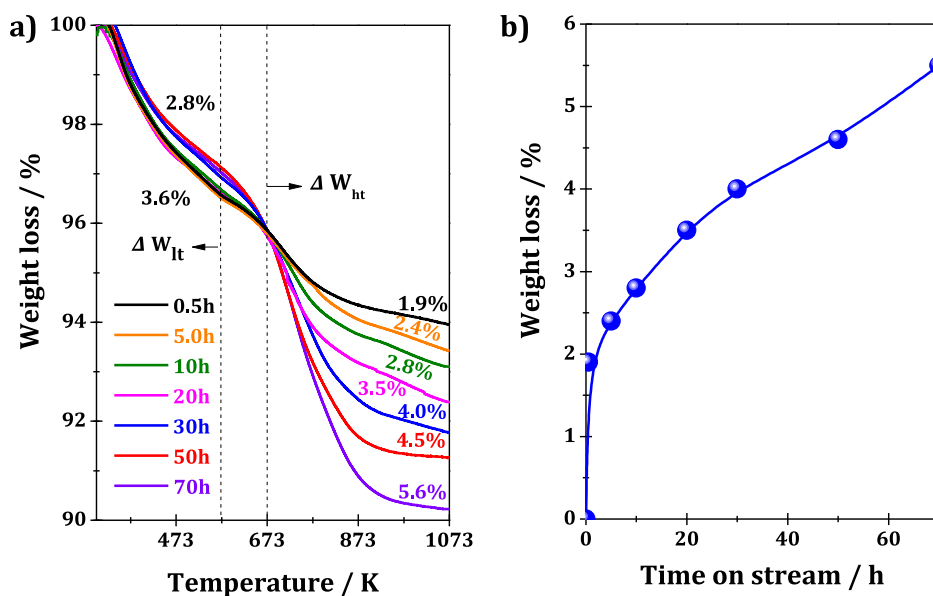 a)
Weight loss / %
100
98
96
94
92
90
2.8%
3.6%
Δ W_lt
Δ W_ht
0.5h
5.0h
10h
20h
30h
50h
70h
1.9%
2.4%
2.8%
3.5%
4.0%
4.5%
5.6%
473 673 873 1073
Temperature / K
b)
Weight loss / %
6
5
4
3
2
1
0
0 20 40 60
Time on stream / h